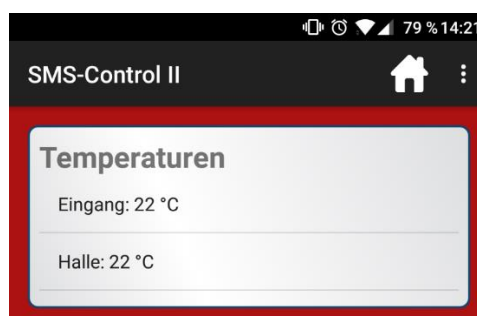 79 % 14:21
SMS-Control II
Temperaturen
Eingang: 22 °C
Halle: 22 °C